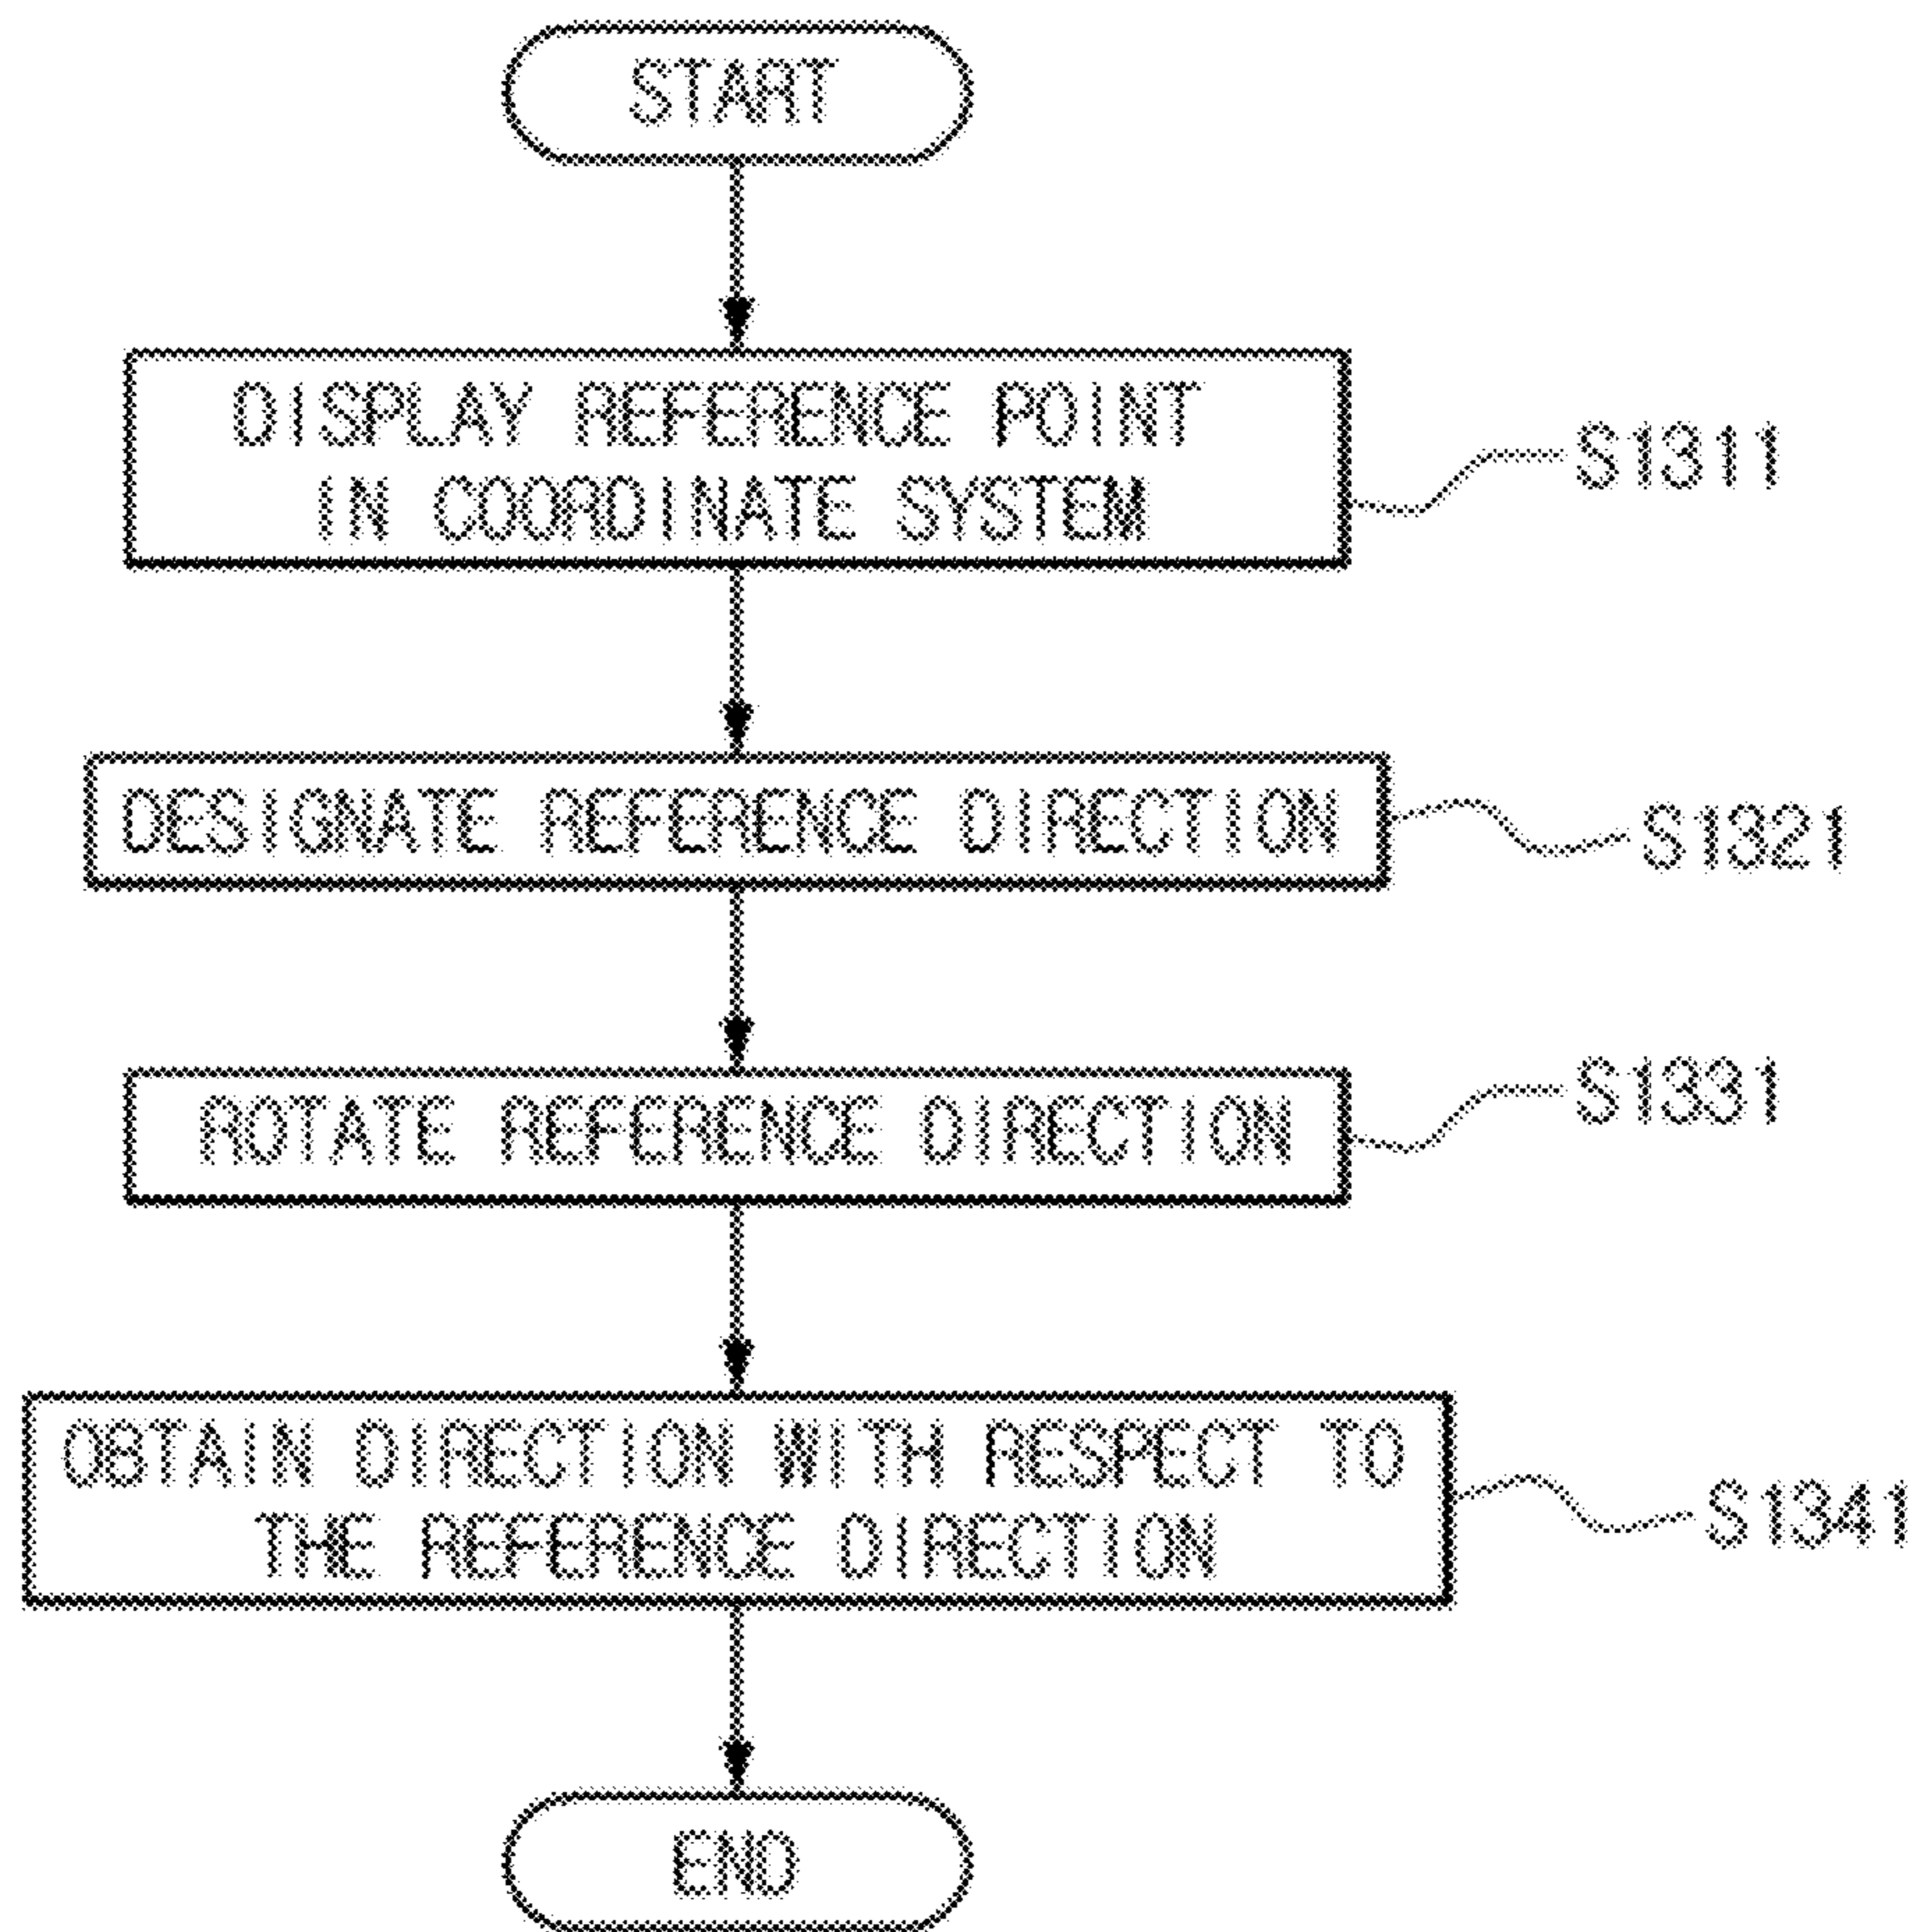 START
DISPLAY REFERENCE POINT
IN COORDINATE SYSTEM
S1311
DESIGNATE REFERENCE DIRECTION
S1321
ROTATE REFERENCE DIRECTION
S1331
OBTAIN DIRECTION WITH RESPECT TO
THE REFERENCE DIRECTION
S1341
END